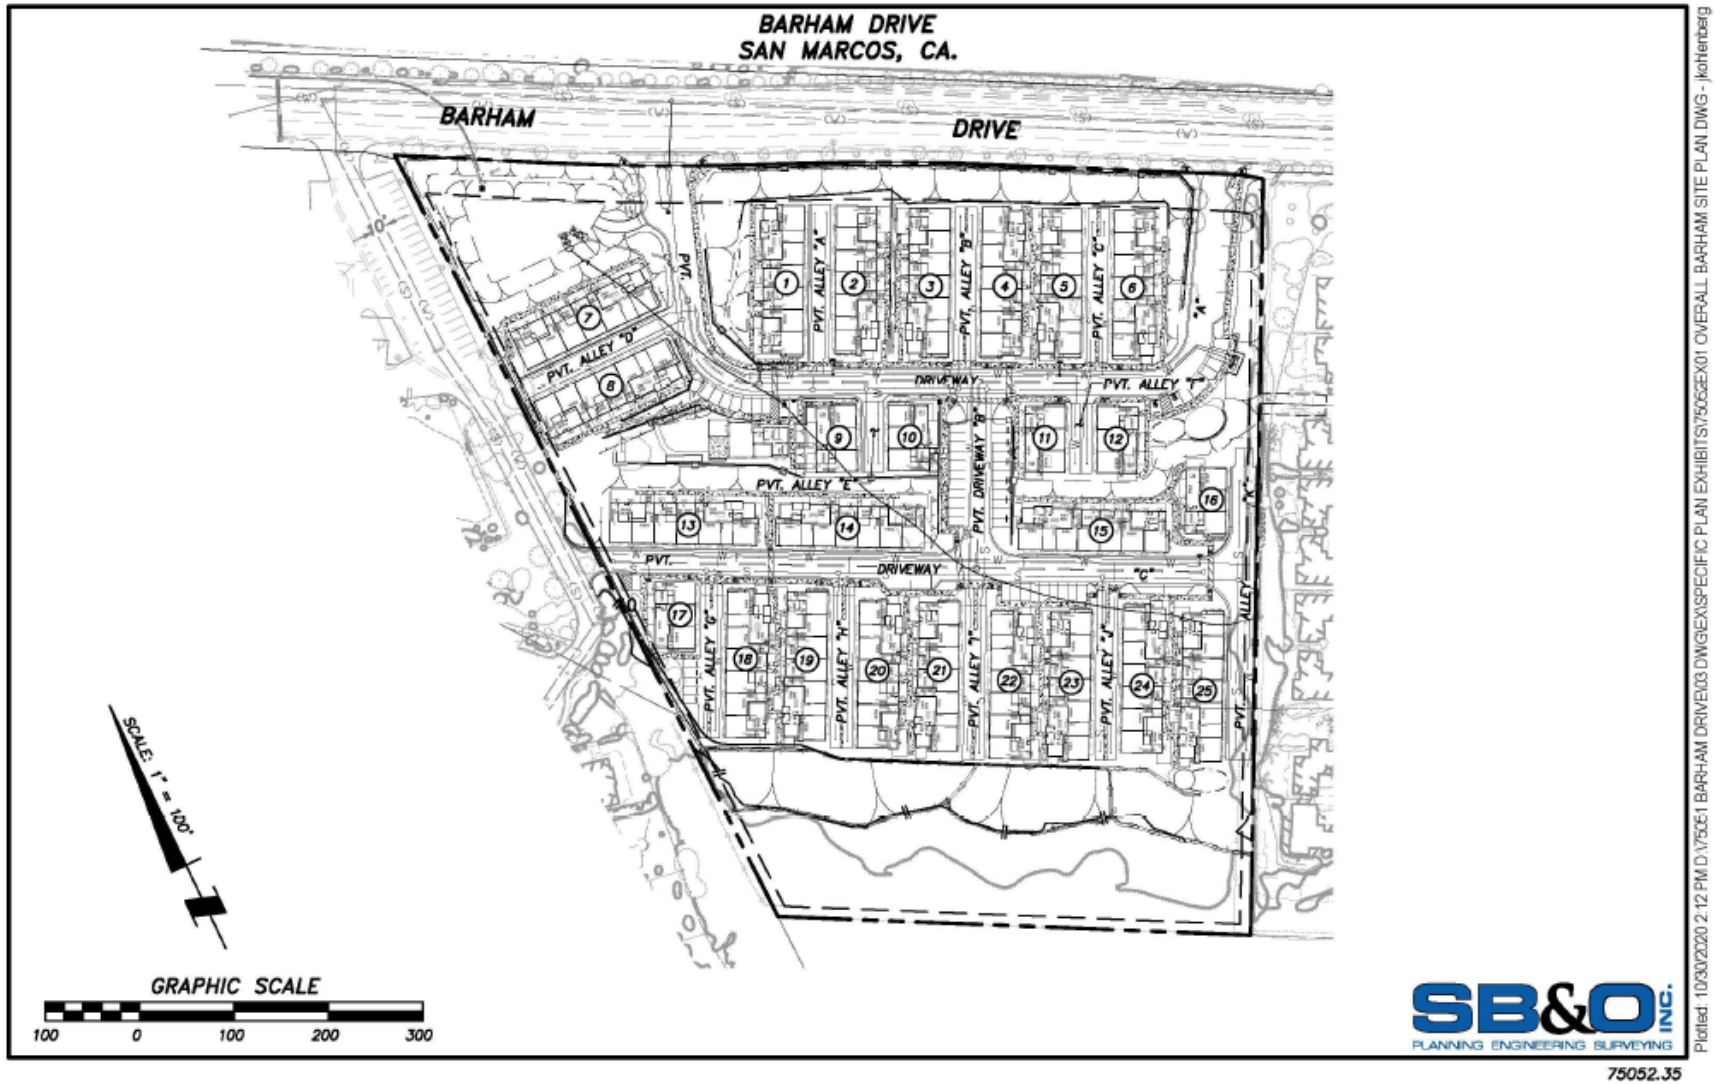 BARHAM DRIVE
SAN MARCOS, CA.
BARHAM
DRIVE
PVT.
PVT. ALLEY "A"
PVT. ALLEY "B"
PVT. ALLEY "C"
"A"
1
2
3
4
5
6
7
PVT. ALLEY "D"
8
DRIVEWAY
PVT. ALLEY "F"
9
10
PVT. DRIVEWAY "B"
11
12
PVT. ALLEY "E"
13
14
15
16
PVT. ALLEY "K"
PVT.
DRIVEWAY
"C"
17
PVT. ALLEY "G"
18
19
PVT. ALLEY "H"
20
21
PVT. ALLEY "I"
22
23
PVT. ALLEY "J"
24
25
SCALE: 1" = 100'
GRAPHIC SCALE
100 0 100 200 300
SB&O INC.
PLANNING ENGINEERING SURVEYING
75052.35